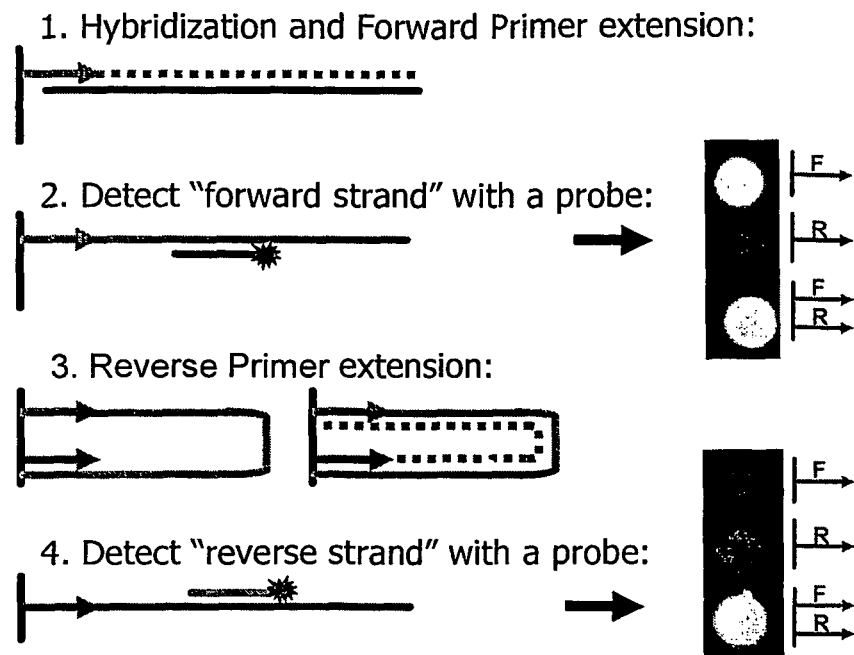 1. Hybridization and Forward Primer extension:
2. Detect "forward strand" with a probe:
F
R
F
R
3. Reverse Primer extension:
4. Detect "reverse strand" with a probe:
F
R
F
R